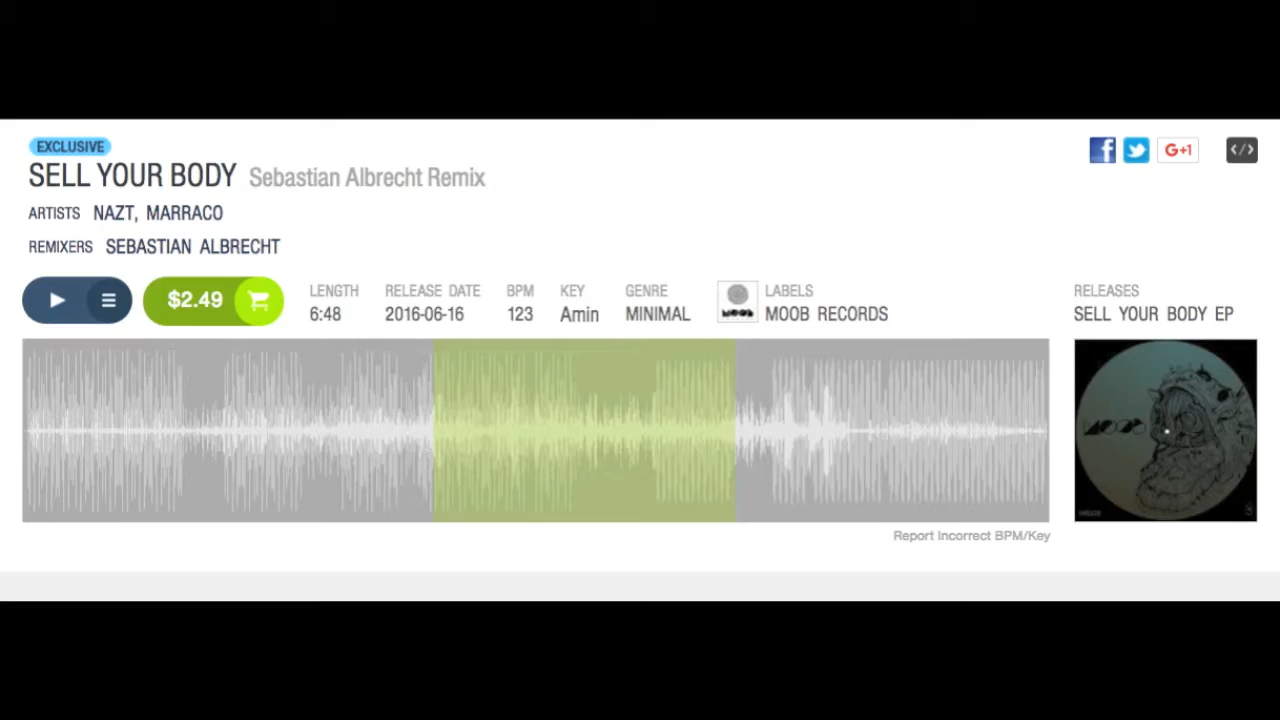 EXCLUSIVE
SELL YOUR BODY Sebastian Albrecht Remix
ARTISTS NAZT, MARRACO
REMIXERS SEBASTIAN ALBRECHT
$2.49
LENGTH
6:48
RELEASE DATE
2016-06-16
BPM
123
KEY
Amin
GENRE
MINIMAL
LABELS
MOOB RECORDS
MOOB
RELEASES
SELL YOUR BODY EP
G+1
</>
MOOB
Report Incorrect BPM/Key